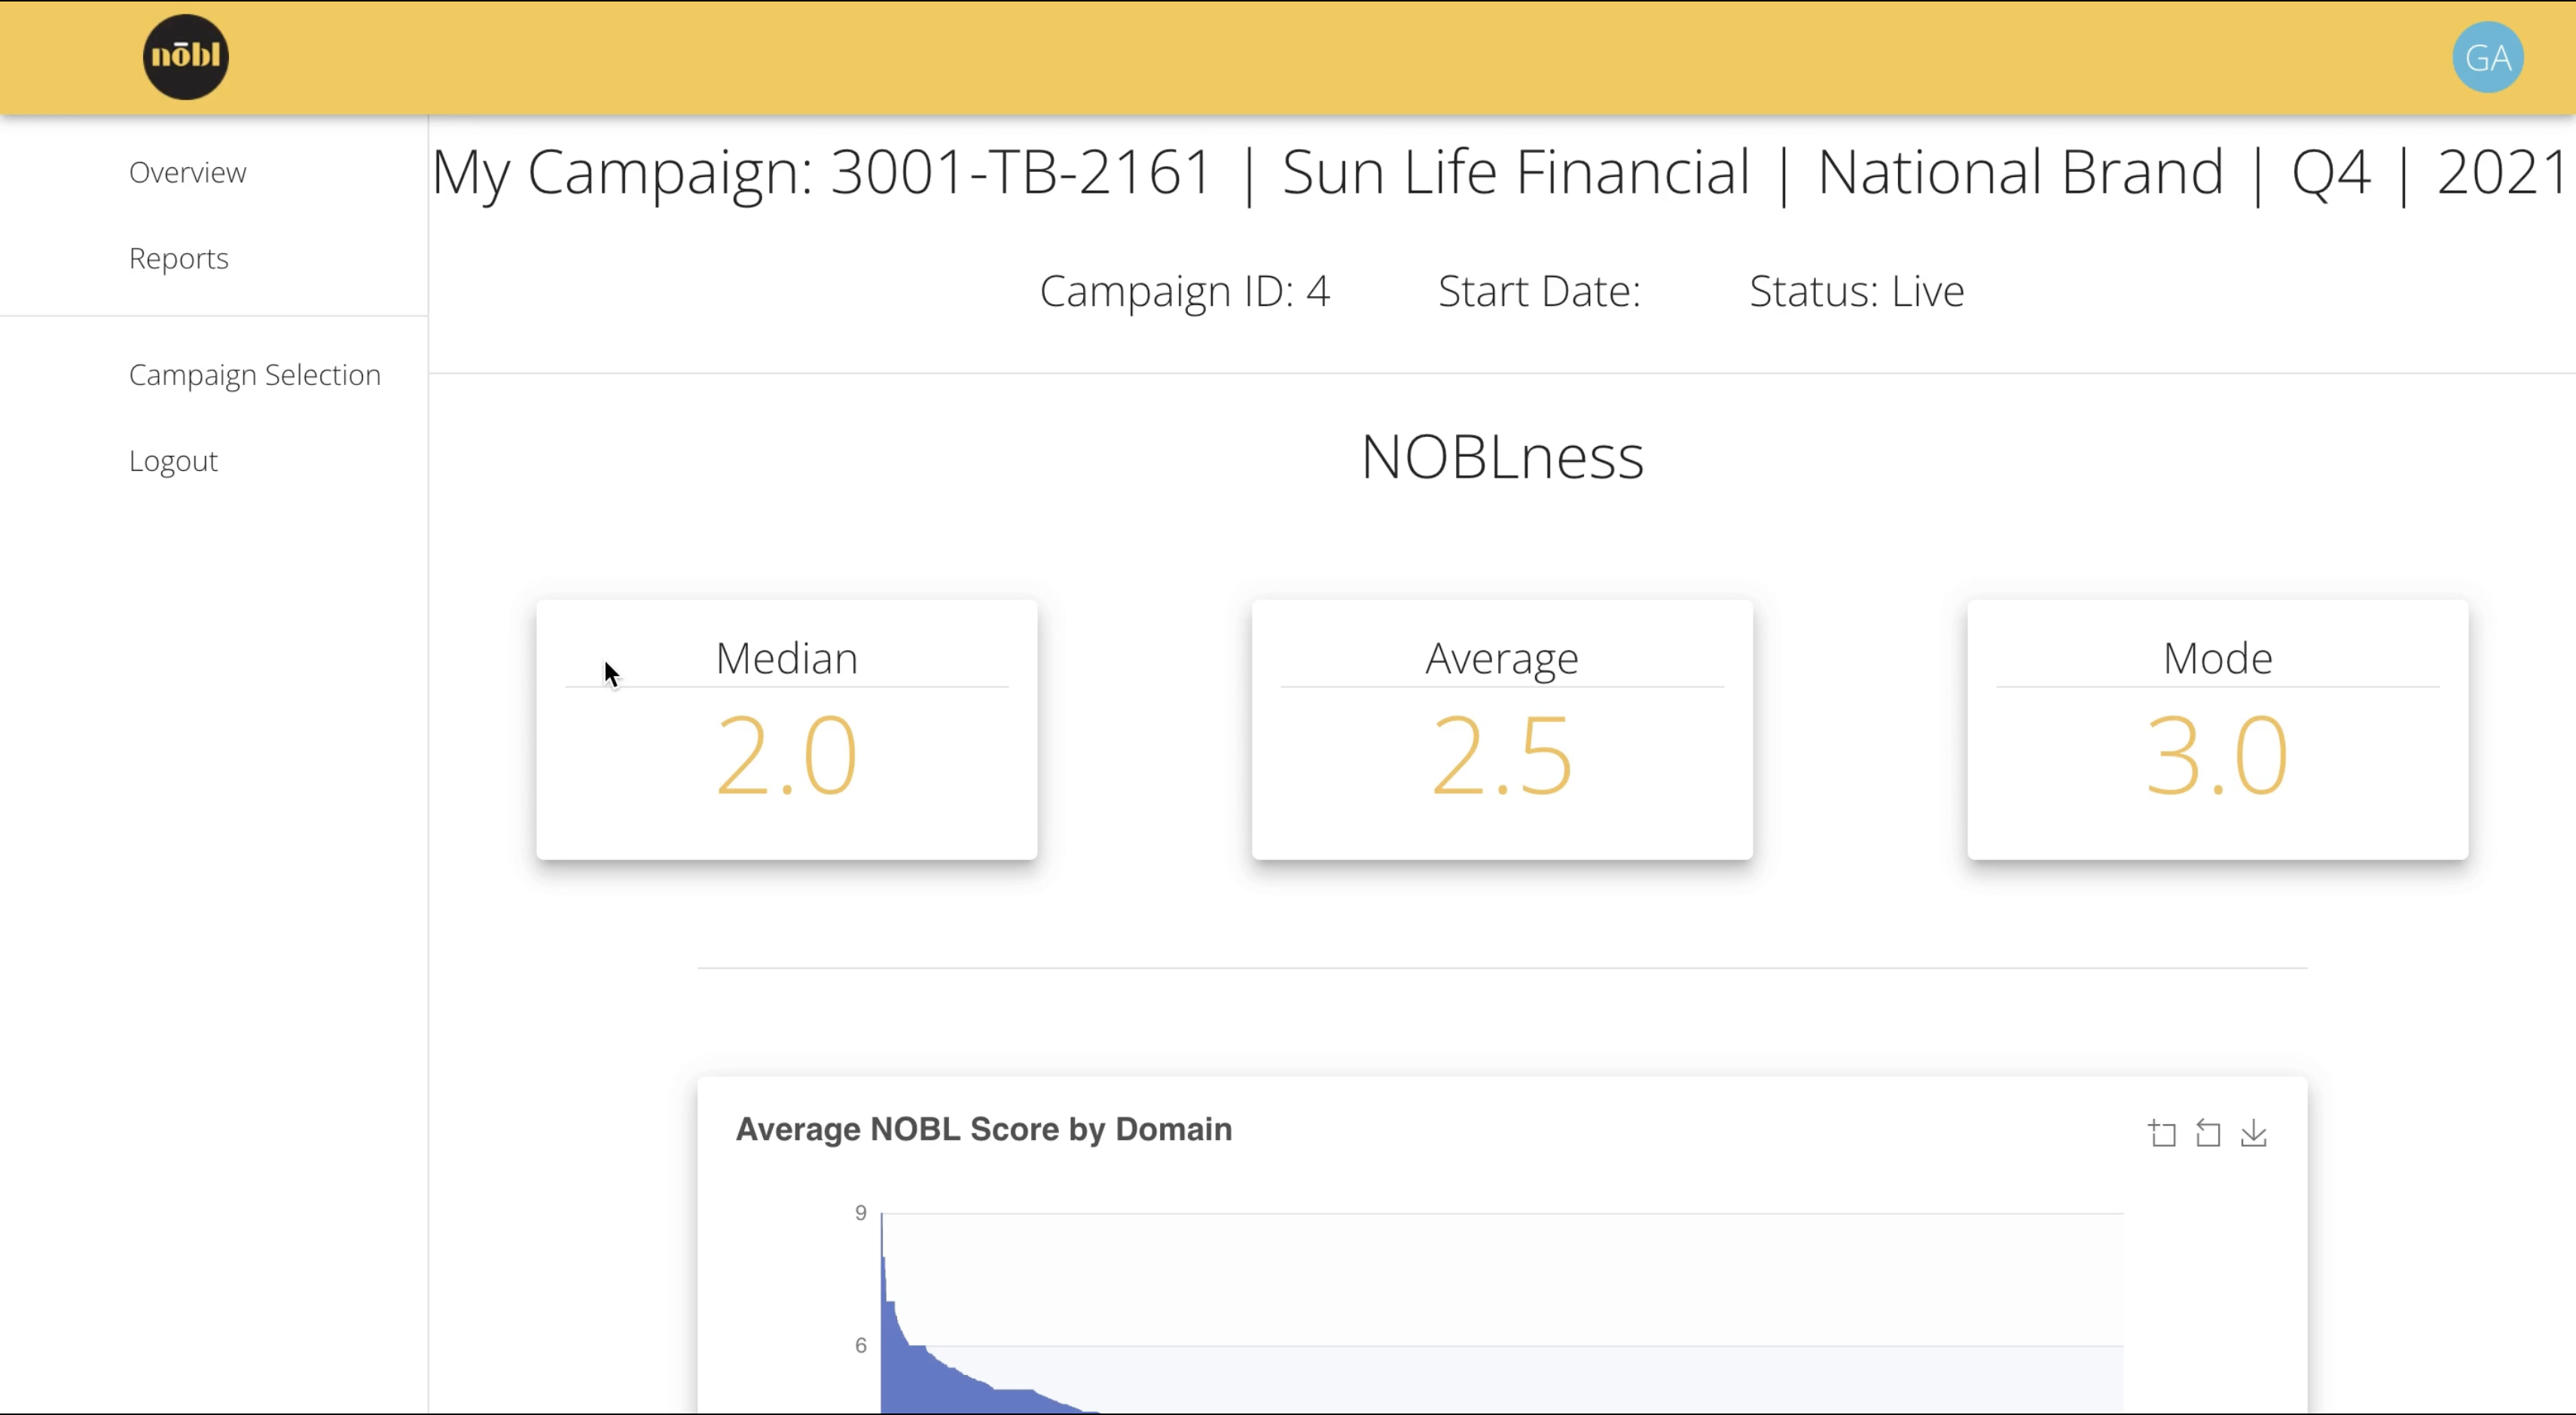 nōbl
GA
Overview
Reports
Campaign Selection
Logout
My Campaign: 3001-TB-2161 | Sun Life Financial | National Brand | Q4 | 2021
Campaign ID: 4 Start Date: Status: Live
NOBLness
Median
2.0
Average
2.5
Mode
3.0
Average NOBL Score by Domain
9
6